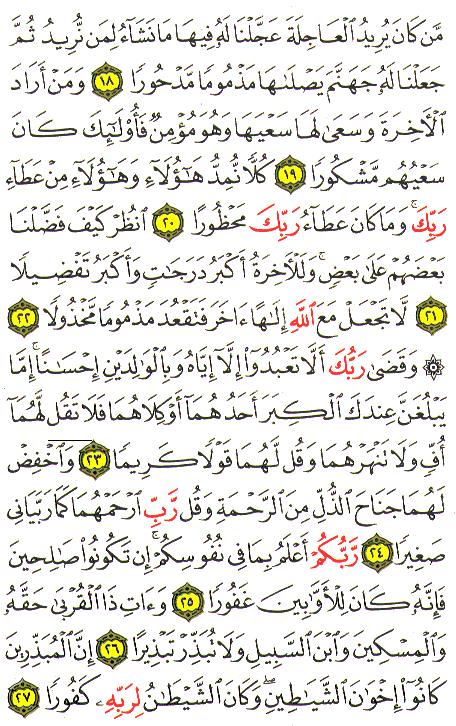 مَّن كَانَ يُرِيدُ ٱلْعَاجِلَةَ عَجَّلْنَا لَهُۥ فِيهَا مَا نَشَآءُ لِمَن نُّرِيدُ ثُمَّ
جَعَلْنَا لَهُۥ جَهَنَّمَ يَصْلَىٰهَا مَذْمُومًا مَّدْحُورًا ١٨ وَمَنْ أَرَادَ
ٱلْأَخِرَةَ وَسَعَىٰ لَهَا سَعْيَهَا وَهُوَ مُؤْمِنٌ فَأُو۟لَٰٓئِكَ كَانَ
سَعْيُهُم مَّشْكُورًا ١٩ كُلًّا نُّمِدُّ هَٰٓؤُلَآءِ وَهَٰٓؤُلَآءِ مِنْ عَطَآءِ
رَبِّكَ ۚ وَمَا كَانَ عَطَآءُ رَبِّكَ مَحْظُورًا ٢٠ ٱنظُرْ كَيْفَ فَضَّلْنَا
بَعْضَهُمْ عَلَىٰ بَعْضٍ ۚ وَلَلْأَخِرَةُ أَكْبَرُ دَرَجَٰتٍ وَأَكْبَرُ تَفْضِيلًا
٢١ لَّا تَجْعَلْ مَعَ ٱللَّهِ إِلَٰهًا ءَاخَرَ فَتَقْعُدَ مَذْمُومًا مَّخْذُولًا ٢٢
۞ وَقَضَىٰ رَبُّكَ أَلَّا تَعْبُدُوٓا۟ إِلَّآ إِيَّاهُ وَبِٱلْوَٰلِدَيْنِ إِحْسَٰنًا ۚ إِمَّا
يَبْلُغَنَّ عِندَكَ ٱلْكِبَرَ أَحَدُهُمَآ أَوْ كِلَاهُمَا فَلَا تَقُل لَّهُمَآ
أُفٍّ وَلَا تَنْهَرْهُمَا وَقُل لَّهُمَا قَوْلًا كَرِيمًا ٢٣ وَٱخْفِضْ
لَهُمَا جَنَاحَ ٱلذُّلِّ مِنَ ٱلرَّحْمَةِ وَقُل رَّبِّ ٱرْحَمْهُمَا كَمَا رَبَّيَانِى
صَغِيرًا ٢٤ رَّبُّكُمْ أَعْلَمُ بِمَا فِى نُفُوسِكُمْ ۚ إِن تَكُونُوا۟ صَٰلِحِينَ
فَإِنَّهُۥ كَانَ لِلْأَوَّٰبِينَ غَفُورًا ٢٥ وَءَاتِ ذَا ٱلْقُرْبَىٰ حَقَّهُۥ
وَٱلْمِسْكِينَ وَٱبْنَ ٱلسَّبِيلِ وَلَا تُبَذِّرْ تَبْذِيرًا ٢٦ إِنَّ ٱلْمُبَذِّرِينَ
كَانُوٓا۟ إِخْوَٰنَ ٱلشَّيَٰطِينِ ۖ وَكَانَ ٱلشَّيْطَٰنُ لِرَبِّهِۦ كَفُورًا ٢٧